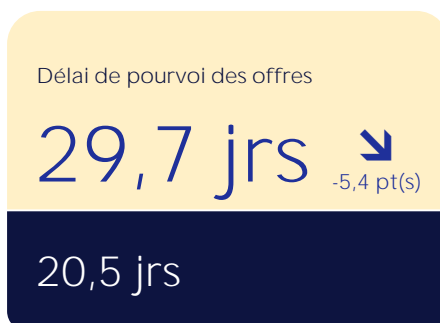 Délai de pourvoi des offres
29,7 jrs
-5,4 pt(s)
20,5 jrs